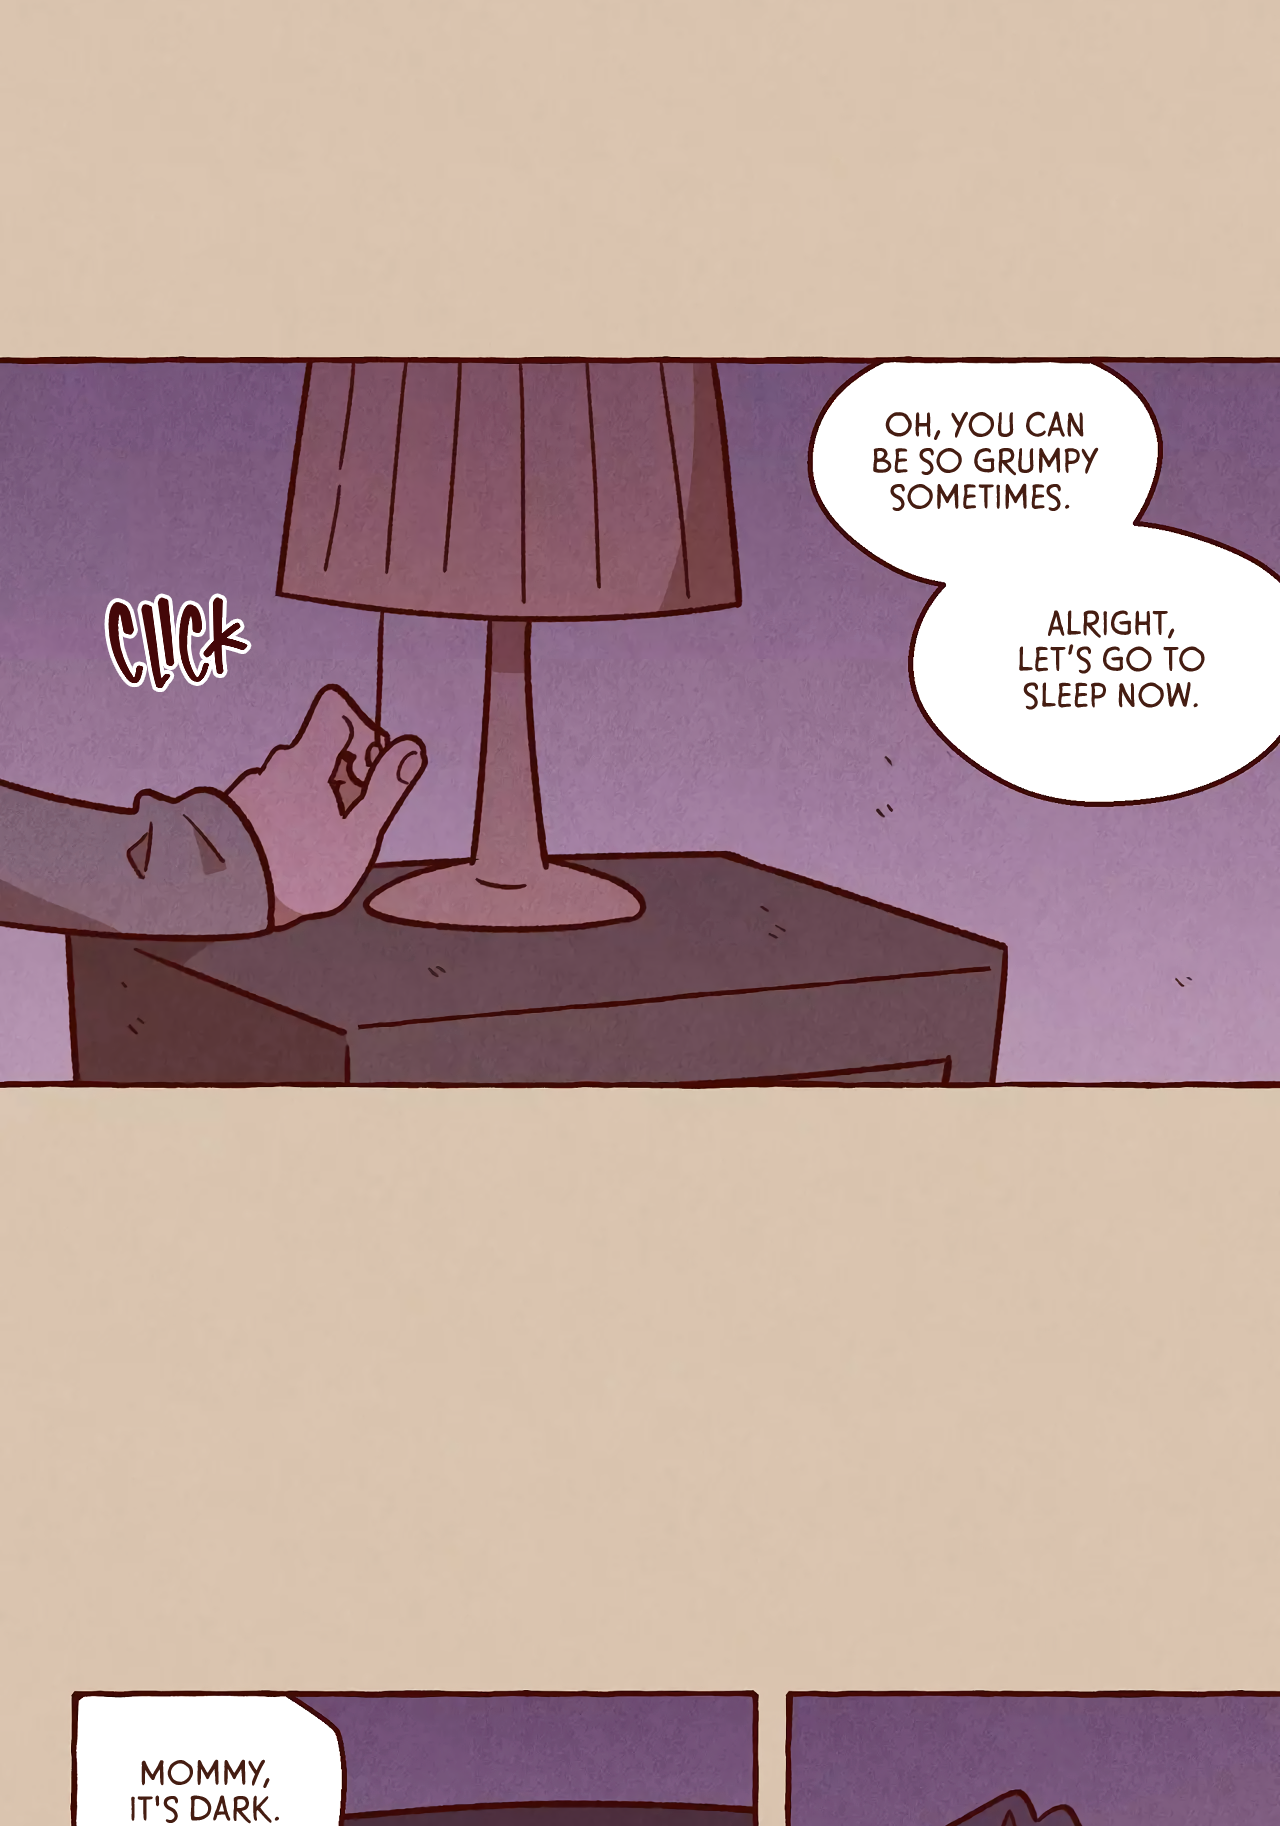 OH, YOU CAN
BE SO GRUMPY
SOMETIMES.
ALRIGHT,
LET'S GO TO
SLEEP NOW.
CLICK
MOMMY,
IT'S DARK.